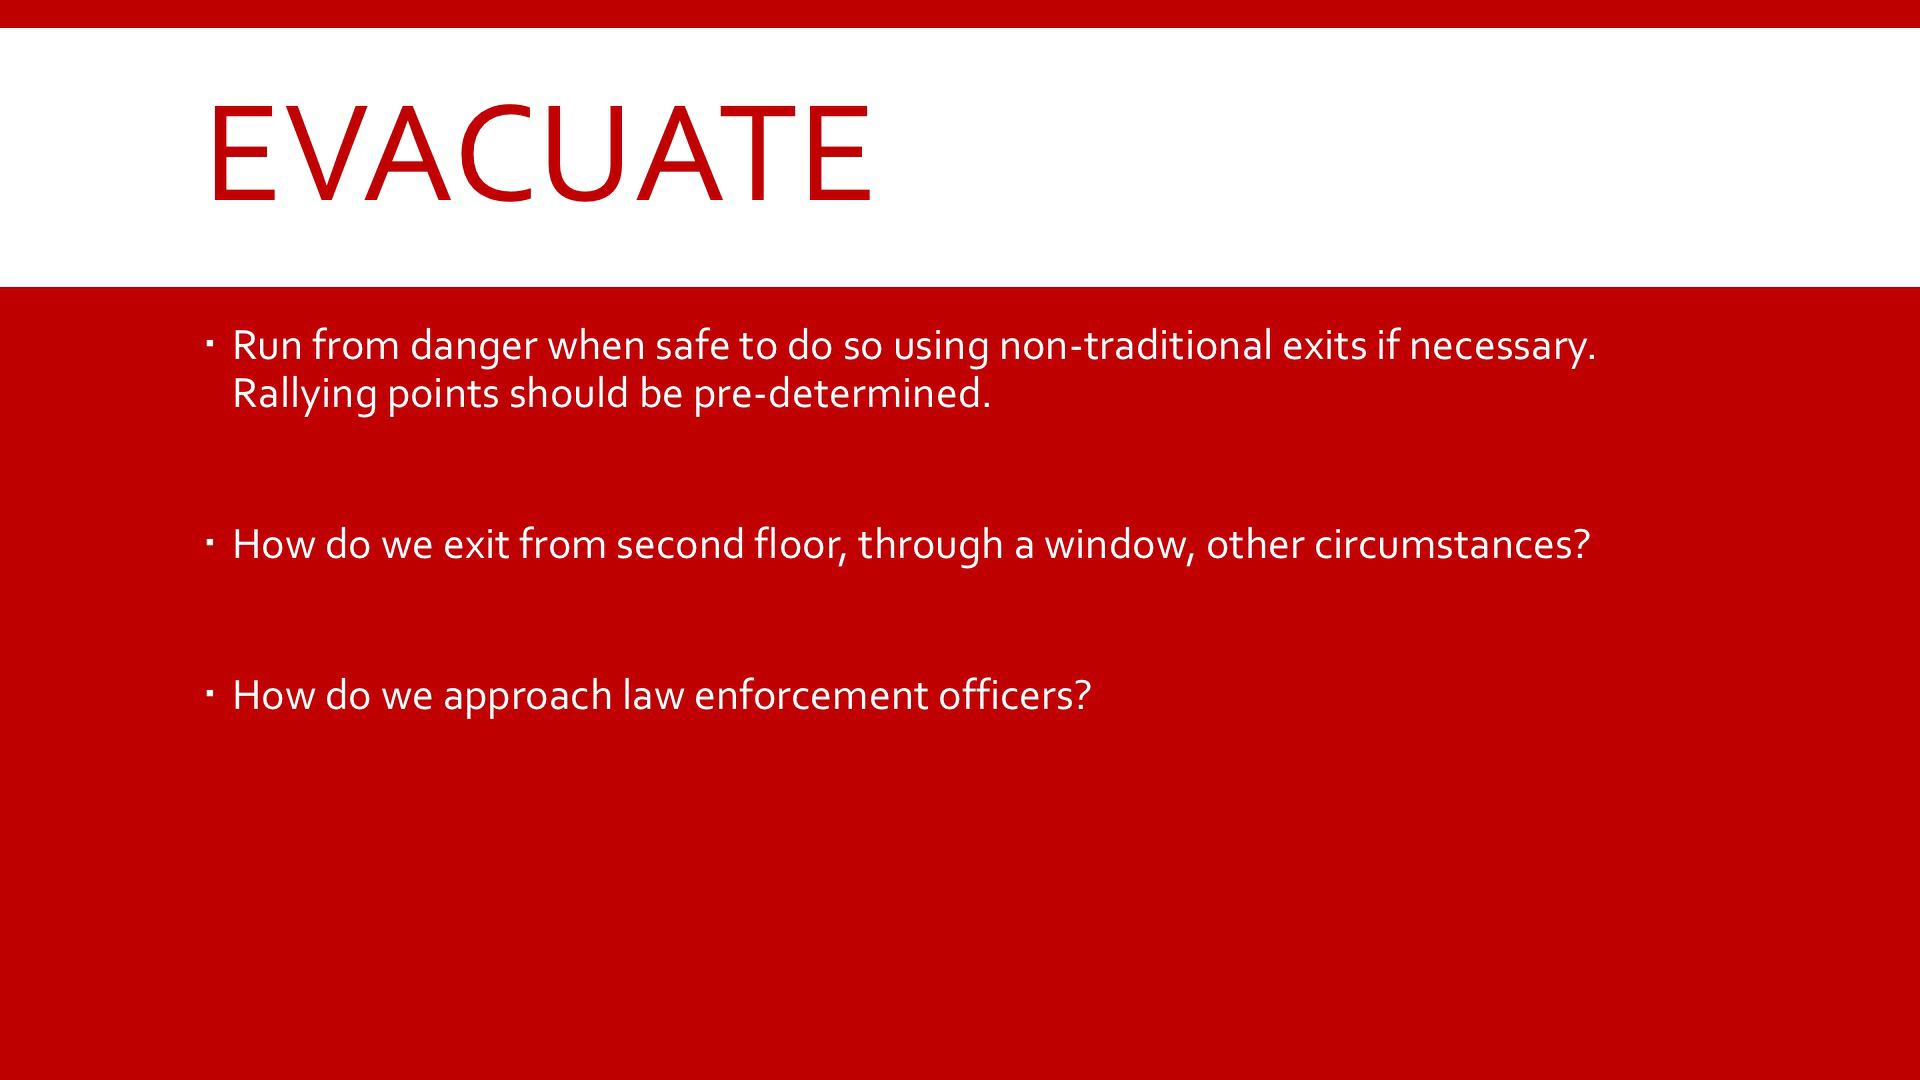 EVACUATE
▪ Run from danger when safe to do so using non-traditional exits if necessary.
Rallying points should be pre-determined.
▪ How do we exit from second floor, through a window, other circumstances?
▪ How do we approach law enforcement officers?